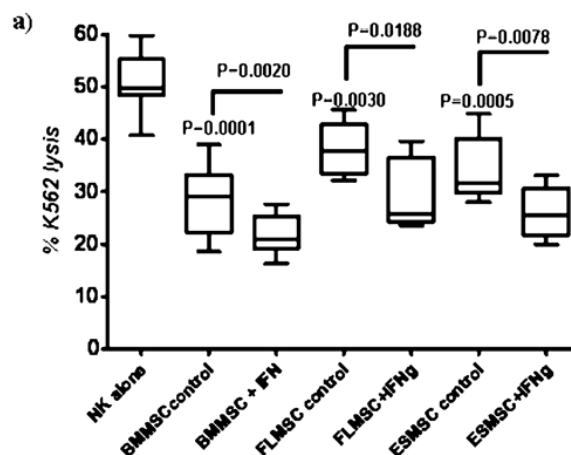 a)
60
50
40
30
20
10
0
% K562 lysis
P-0.0001
P-0.0020
P-0.0030
P-0.0188
P=0.0005
P-0.0078
NK alone
BMMSC control
BMMSC + IFN
FLMSC control
FLMSC+IFNg
ESMSC control
ESMSC+IFNg